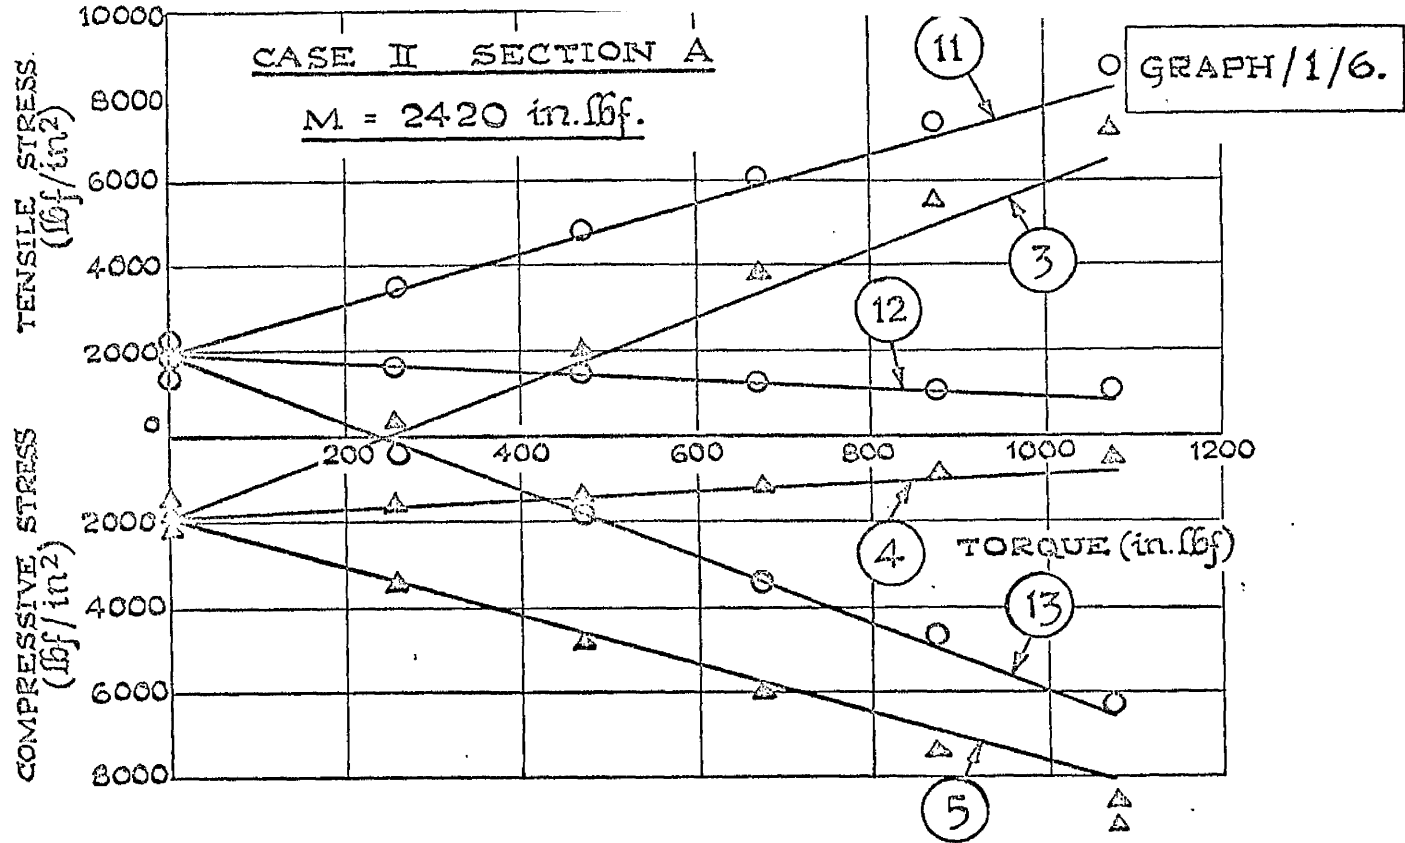 10000
CASE II SECTION A
M = 2420 in.lbf.
GRAPH/1/6.
11
TENSILE STRESS.
(lbf/in²)
8000
6000
4000
3
12
2000
0
200 400 600 800 1000 1200
COMPRESSIVE STRESS
(lbf/in²)
2000
4
TORQUE (in.lbf)
13
4000
6000
8000
5